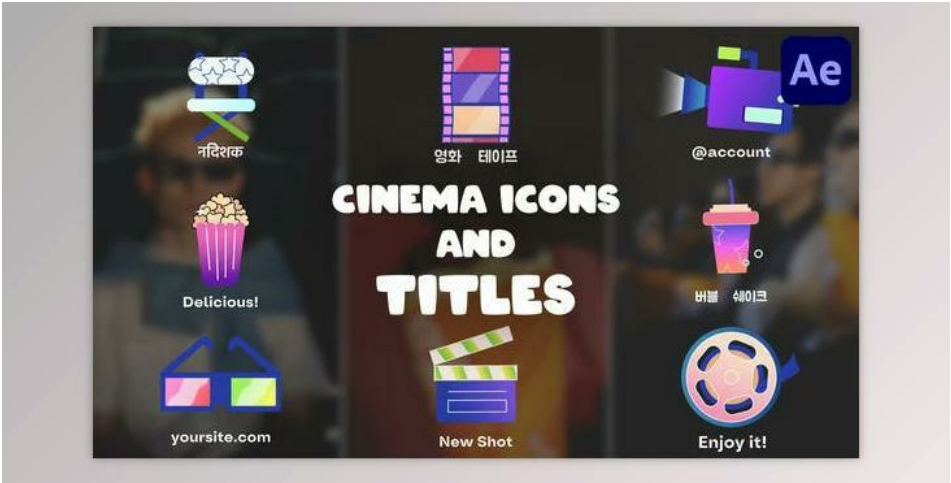 Ae
नदिशक
영화 테이프
@account
CINEMA ICONS
AND
TITLES
Delicious!
버블 쉐이크
yoursite.com
New Shot
Enjoy it!